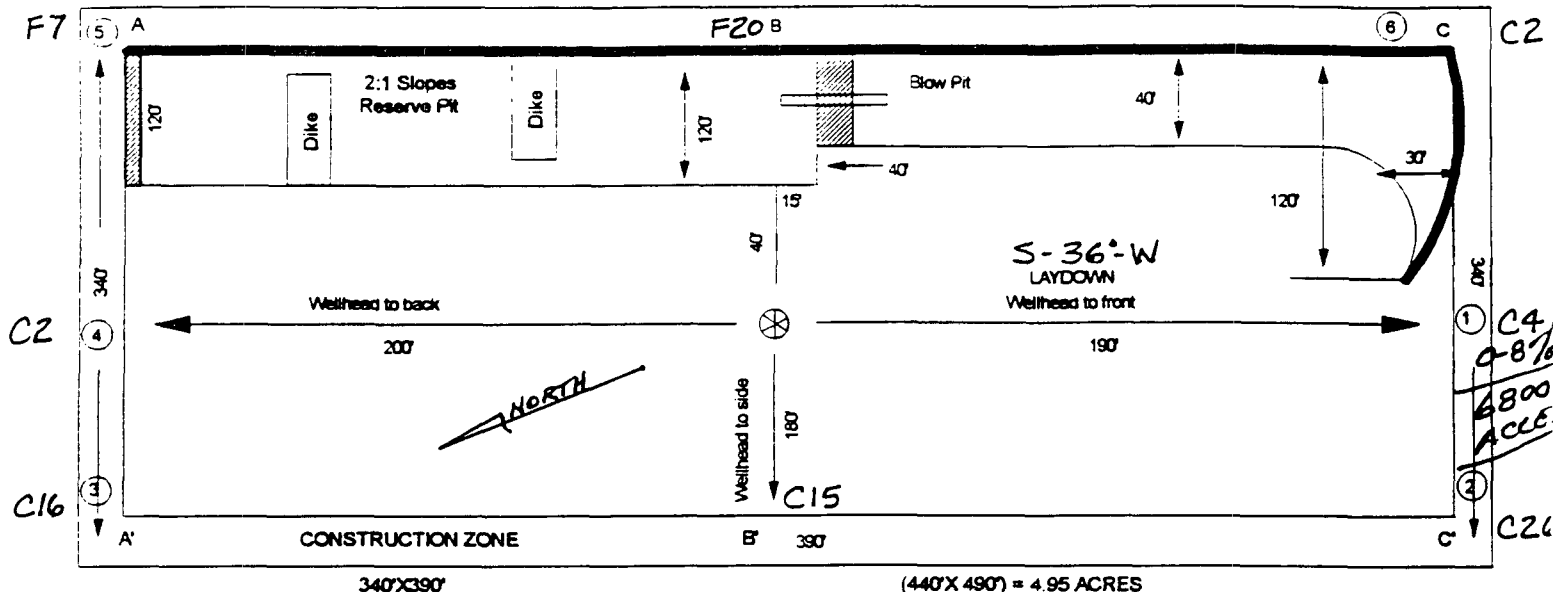 F7 5 A F20 B 6 C C2
2:1 Slopes
Reserve Pit
Blow Pit
120'
Dike
Dike
120'
40'
40'
30'
120'
15'
40'
S-36°-W
LAYDOWN
340'
Wellhead to back
Wellhead to front
340'
C2 4
200'
190'
1 C4
0-8%
6800
NORTH
Wellhead to side
180'
C16 3
C15
2
C26
A' CONSTRUCTION ZONE B' 390' C'
340'X390' (440'X 490') = 4.95 ACRES